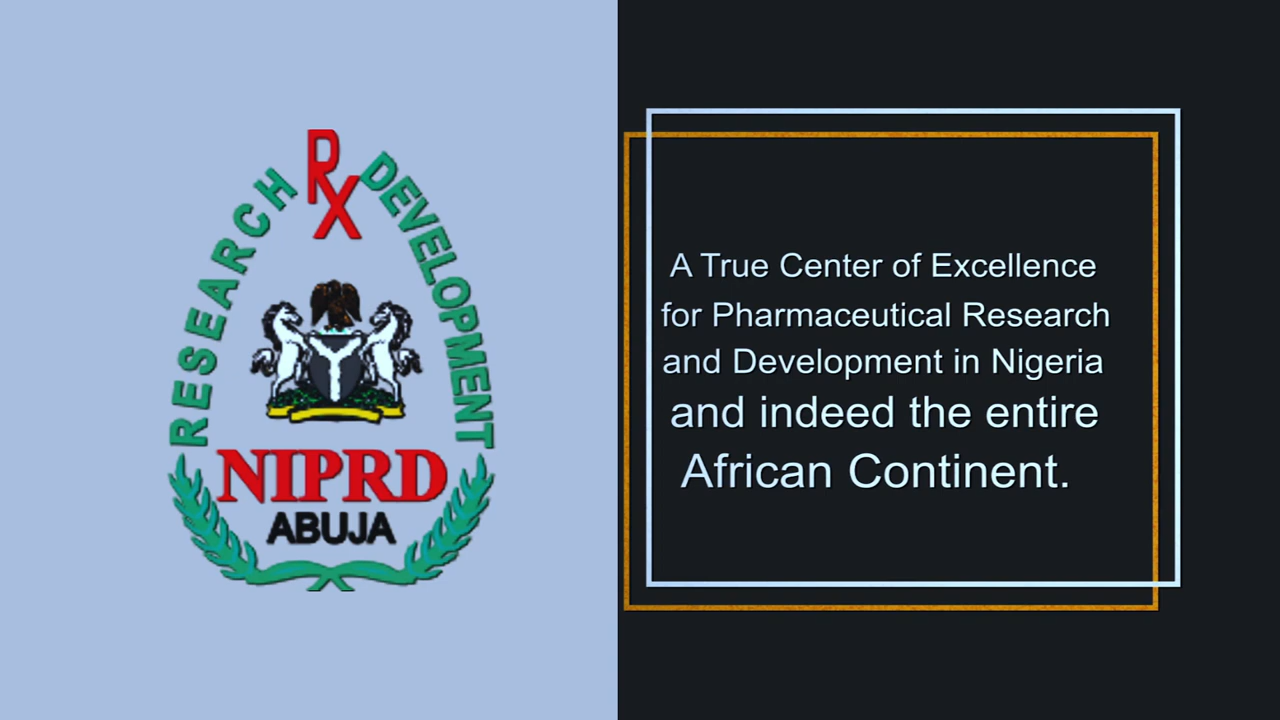 RX
RESEARCH DEVELOPMENT
NIPRD
ABUJA
A True Center of Excellence
for Pharmaceutical Research
and Development in Nigeria
and indeed the entire
African Continent.